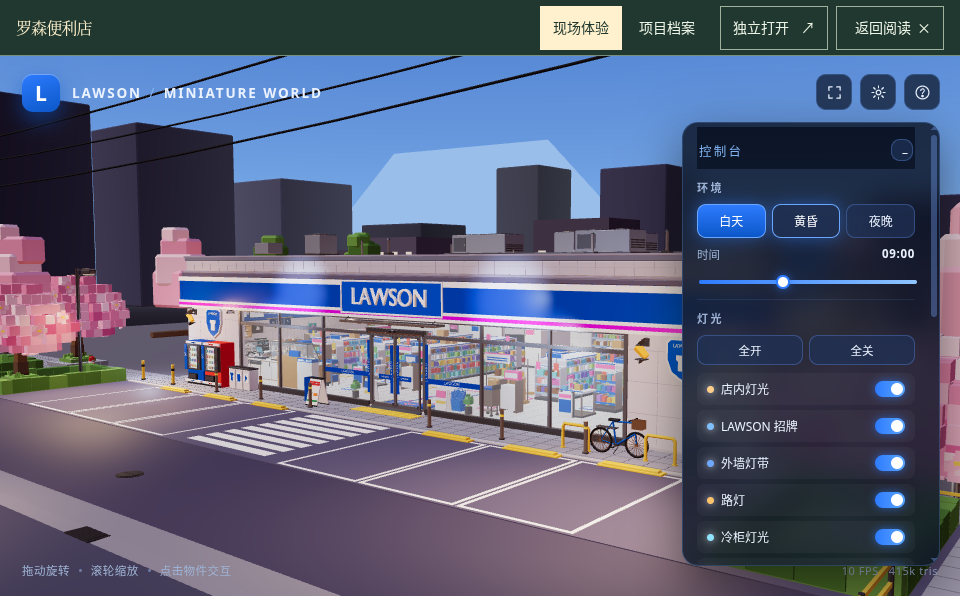 罗森便利店
现场体验
项目档案
独立打开 ↗
返回阅读 ×
L LAWSON / MINIATURE WORLD
控制台
环境
白天
黄昏
夜晚
时间 09:00
灯光
全开
全关
店内灯光
LAWSON 招牌
外墙灯带
路灯
冷柜灯光
LAWSON
拖动旋转 • 滚轮缩放 • 点击物件交互
10 FPS · 415k tris